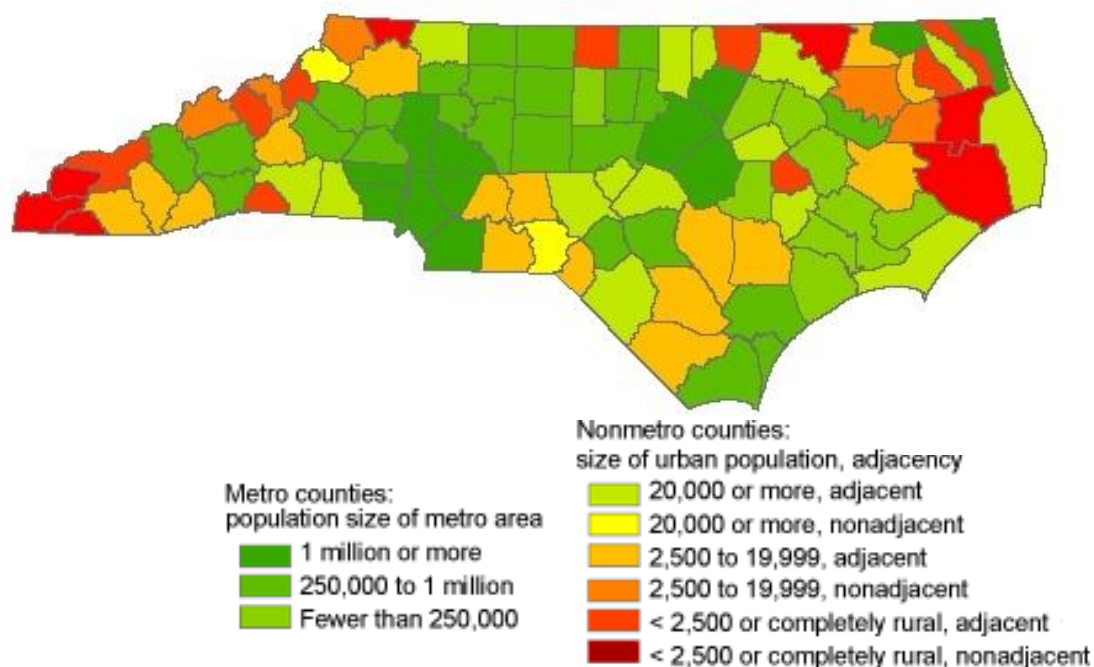 Metro counties:
population size of metro area
1 million or more
250,000 to 1 million
Fewer than 250,000
Nonmetro counties:
size of urban population, adjacency
20,000 or more, adjacent
20,000 or more, nonadjacent
2,500 to 19,999, adjacent
2,500 to 19,999, nonadjacent
< 2,500 or completely rural, adjacent
< 2,500 or completely rural, nonadjacent